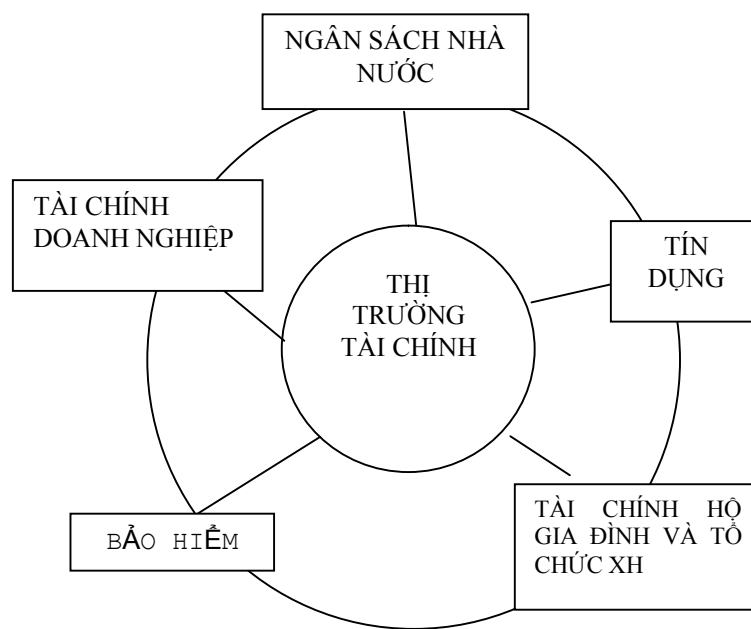 NGÂN SÁCH NHÀ
NƯỚC
TÀI CHÍNH
DOANH NGHIỆP
TÍN
DỤNG
THỊ
TRƯỜNG
TÀI CHÍNH
BẢO HIỂM
TÀI CHÍNH HỘ
GIA ĐÌNH VÀ TỔ
CHỨC XH